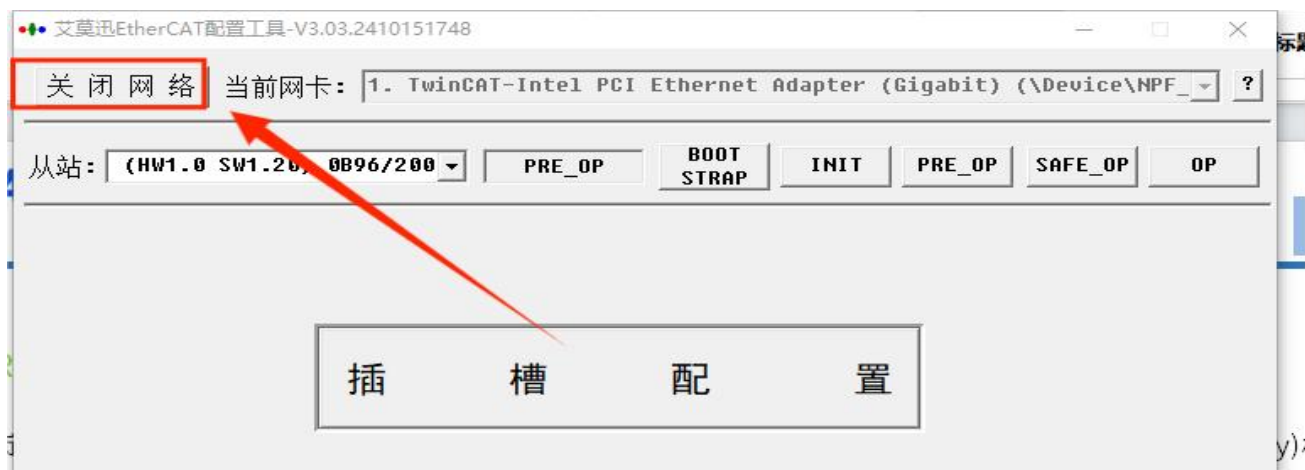 艾莫迅EtherCAT配置工具-V3.03.2410151748
标题
关闭网络 当前网卡: 1. TwinCAT-Intel PCI Ethernet Adapter (Gigabit) (\Device\NPF_ ?
从站: (HW1.0 SW1.20) 0B96/200 PRE_OP BOOT STRAP INIT PRE_OP SAFE_OP OP
插槽配置
y)